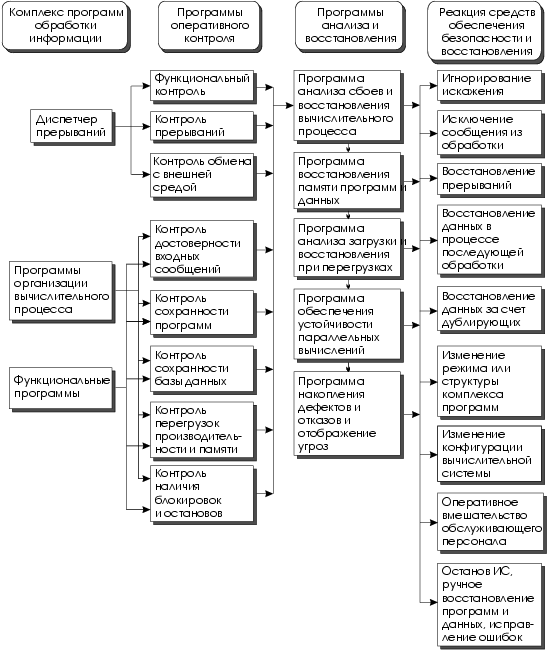 Комплекс программ
обработки
информации
Программы
оперативного
контроля
Программы
анализа и
восстановления
Реакция средств
обеспечения
безопасности и
восстановления
Диспетчер
прерываний
Программы
организации
вычислительного
процесса
Функциональные
программы
Функциональный
контроль
Контроль
прерываний
Контроль обмена
с внешней
средой
Контроль
достоверности
входных
сообщений
Контроль
сохранности
программ
Контроль
сохранности
базы данных
Контроль
перегрузок
производитель-
ности и памяти
Контроль
наличия
блокировок
и остановов
Программа
анализа сбоев и
восстановления
вычислительного
процесса
Программа
восстановления
памяти программ и
данных
Программа
анализа загрузки и
восстановления
при перегрузках
Программа
обеспечения
устойчивости
параллельных
вычислений
Программа
накопления
дефектов и
отказов и
отображение
угроз
Игнорирование
искажения
Исключение
сообщения из
обработки
Восстановление
прерываний
Восстановление
данных в
процессе
последующей
обработки
Восстановление
данных за счет
дублирующих
Изменение
режима или
структуры
комплекса
программ
Изменение
конфигурации
вычислительной
системы
Оперативное
вмешательство
обслуживающего
персонала
Останов ИС,
ручное
восстановление
программ и
данных, исправ-
ление ошибок